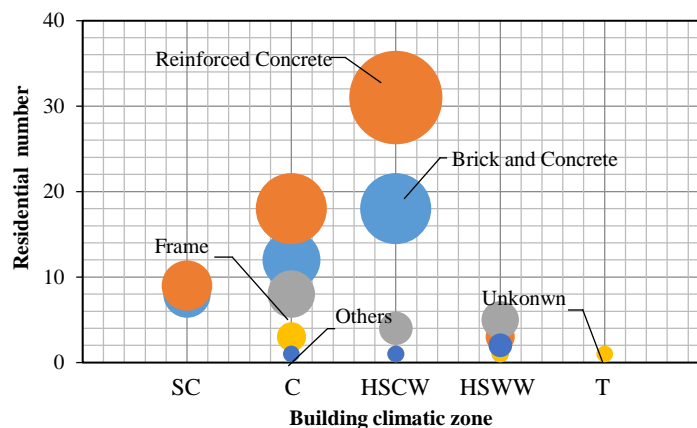 40
Reinforced Concrete
30
Brick and Concrete
20
Residential number
Frame
10
Others
Unkonwn
0
SC C HSCW HSWW T
Building climatic zone